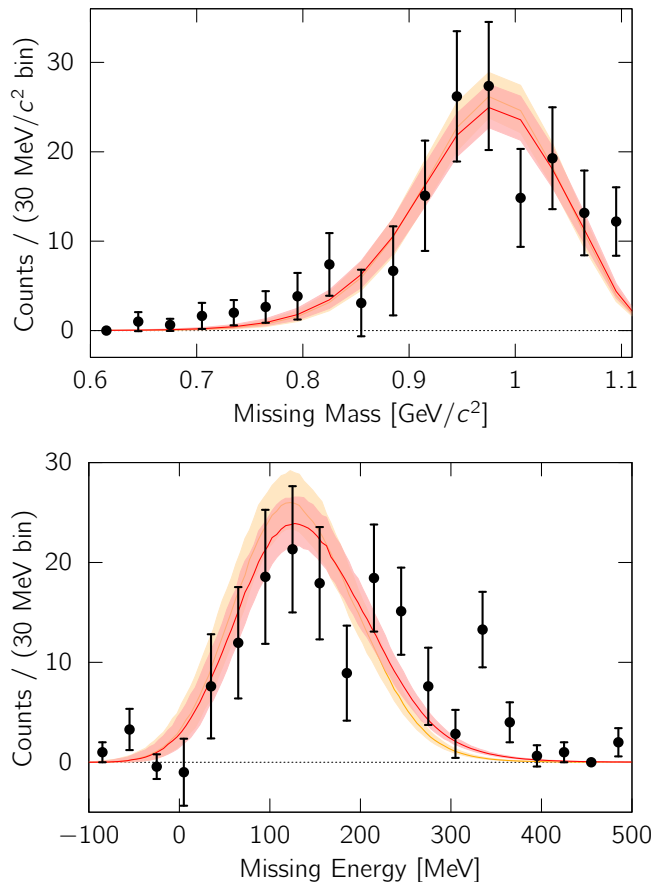 Counts / (30 MeV/c² bin)
30
20
10
0
0.6 0.7 0.8 0.9 1 1.1
Missing Mass [GeV/c²]
Counts / (30 MeV bin)
30
20
10
0
−100 0 100 200 300 400 500
Missing Energy [MeV]